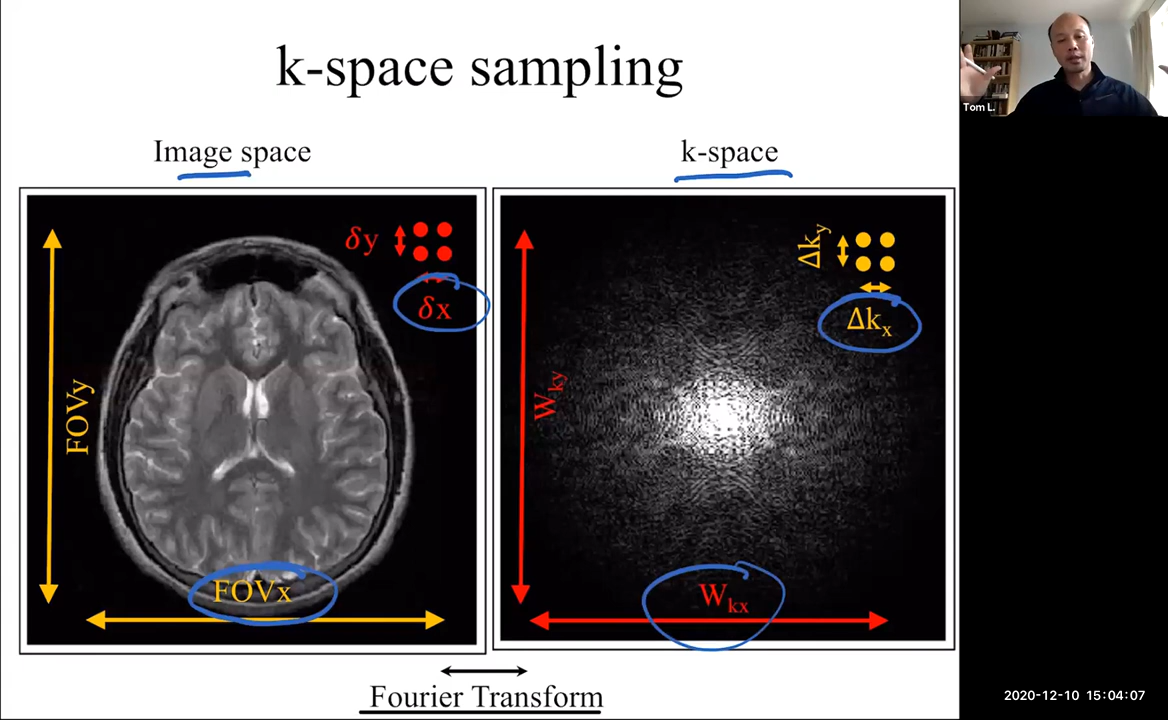 k-space sampling
Image space
k-space
δy
δx
FOVy
FOVx
Δky
Δkx
Wky
Wkx
Fourier Transform
Tom L.
2020-12-10 15:04:07